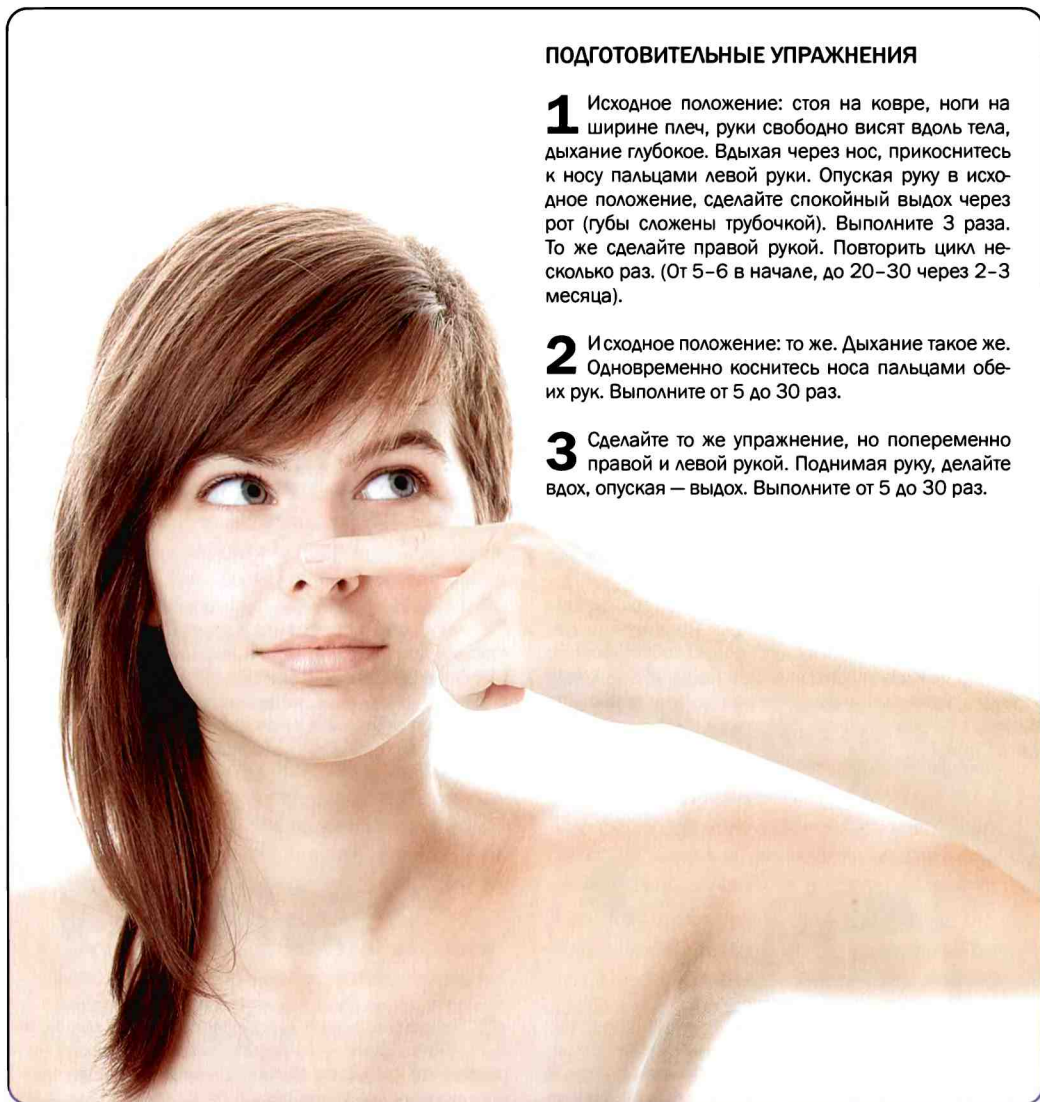 ПОДГОТОВИТЕЛЬНЫЕ УПРАЖНЕНИЯ
1 Исходное положение: стоя на ковре, ноги на
ширине плеч, руки свободно висят вдоль тела,
дыхание глубокое. Вдыхая через нос, прикоснитесь
к носу пальцами левой руки. Опуская руку в исхо-
дное положение, сделайте спокойный выдох через
рот (губы сложены трубочкой). Выполните 3 раза.
То же сделайте правой рукой. Повторить цикл не-
сколько раз. (От 5–6 в начале, до 20–30 через 2–3
месяца).
2 Исходное положение: то же. Дыхание такое же.
Одновременно коснитесь носа пальцами обе-
их рук. Выполните от 5 до 30 раз.
3 Сделайте то же упражнение, но попеременно
правой и левой рукой. Поднимая руку, делайте
вдох, опуская — выдох. Выполните от 5 до 30 раз.